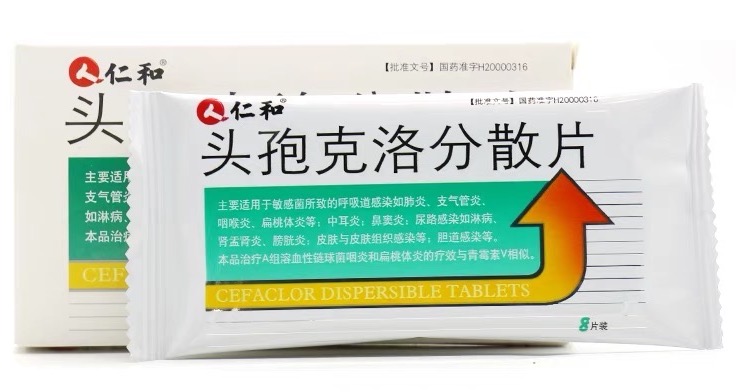 仁和®
【批准文号】国药准字H20000316
头
主要适用
支气管炎
如淋病、
本品治疗
CEF
仁和®
【批准文号】国药准字H20000316
头孢克洛分散片
主要适用于敏感菌所致的呼吸道感染如肺炎、支气管炎、
咽喉炎、扁桃体炎等；中耳炎；鼻窦炎；尿路感染如淋病、
肾盂肾炎、膀胱炎；皮肤与皮肤组织感染等；胆道感染等。
本品治疗A组溶血性链球菌咽炎和扁桃体炎的疗效与青霉素V相似。
CEFACLOR DISPERSIBLE TABLETS
8片装